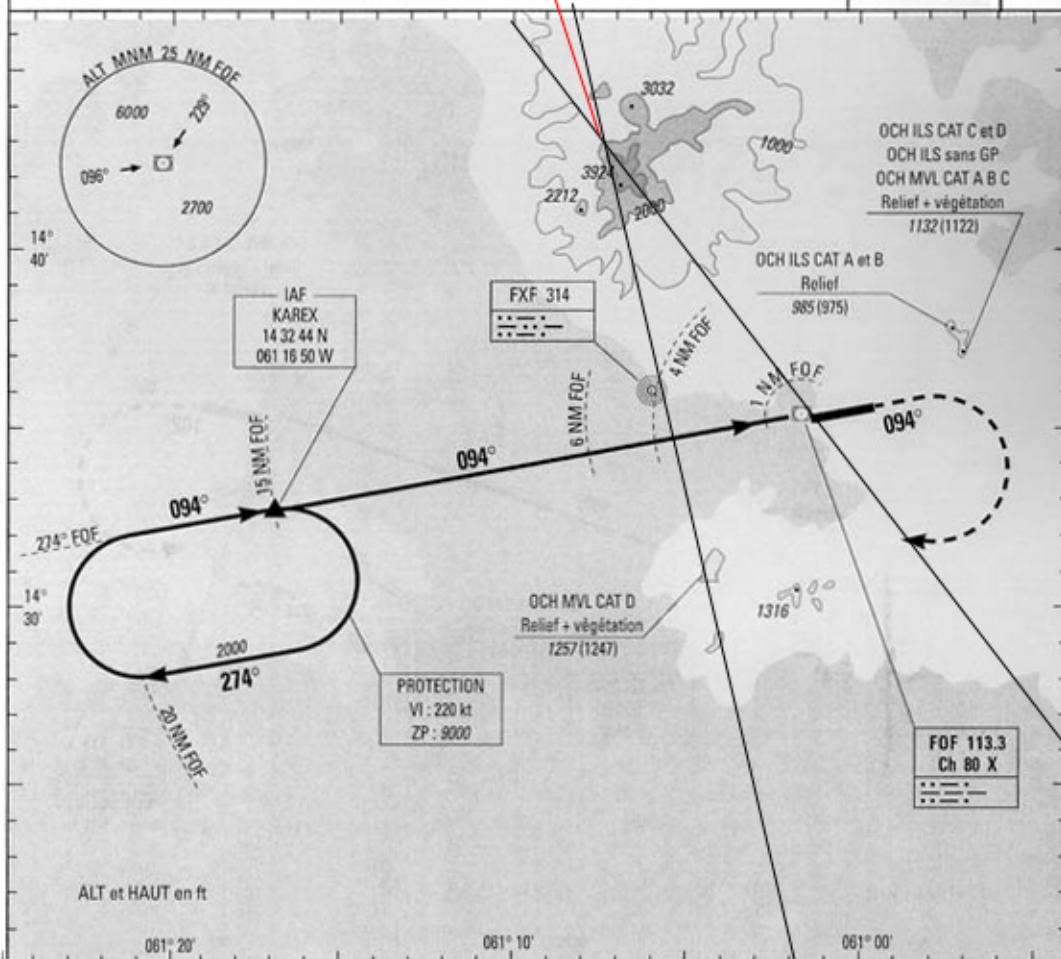 ALT MNM 25 NM FOF
6000
229°
096°
2700
3032
1000
3924
2212
2000
OCH ILS CAT C et D
OCH ILS sans GP
OCH MVL CAT A B C
Relief + végétation
1132 (1122)
14°
40'
OCH ILS CAT A et B
Relief
985 (975)
IAF
KAREX
14 32 44 N
061 16 50 W
FXF 314
4 NM FOF
6 NM FOF
1 NM FOF
15 NM FOF
094°
094°
094°
274° FOF
14°
30'
OCH MVL CAT D
Relief + végétation
1257 (1247)
1316
2000
274°
PROTECTION
VI : 220 kt
ZP : 9000
20 NM FOF
FOF 113.3
Ch 80 X
ALT et HAUT en ft
061° 20'
061° 10'
061° 00'